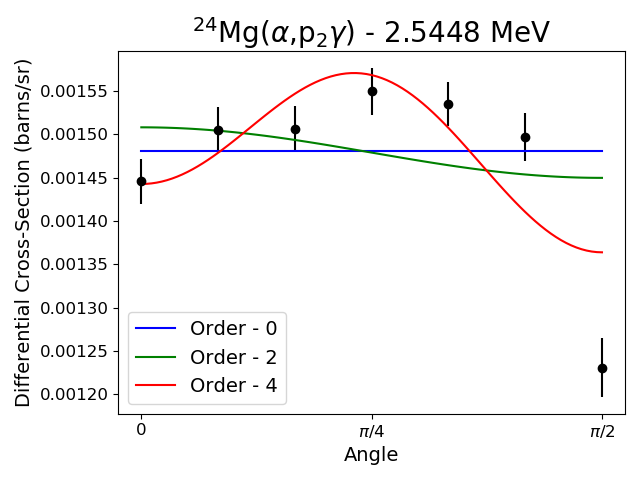 ²⁴Mg(α,p₂γ) - 2.5448 MeV
Differential Cross-Section (barns/sr)
0.00155
0.00150
0.00145
0.00140
0.00135
0.00130
0.00125
0.00120
Order - 0
Order - 2
Order - 4
0 π/4 π/2
Angle